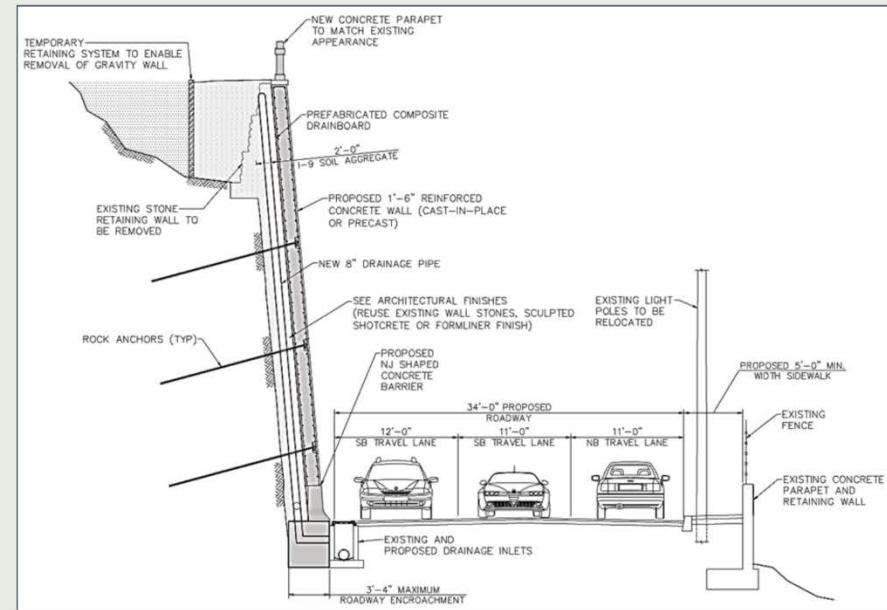 NEW CONCRETE PARAPET
TO MATCH EXISTING
APPEARANCE
TEMPORARY
RETAINING SYSTEM TO ENABLE
REMOVAL OF GRAVITY WALL
PREFABRICATED COMPOSITE
DRAINBOARD
2'-0"
I-9 SOIL AGGREGATE
EXISTING STONE
RETAINING WALL TO
BE REMOVED
PROPOSED 1'-6" REINFORCED
CONCRETE WALL (CAST-IN-PLACE
OR PRECAST)
NEW 8" DRAINAGE PIPE
SEE ARCHITECTURAL FINISHES
(REUSE EXISTING WALL STONES, SCULPTED
SHOTCRETE OR FORMLINER FINISH)
EXISTING LIGHT
POLES TO BE
RELOCATED
ROCK ANCHORS (TYP)
PROPOSED
NJ SHAPED
CONCRETE
BARRIER
PROPOSED 5'-0" MIN.
WIDTH SIDEWALK
34'-0" PROPOSED
ROADWAY
12'-0"
SB TRAVEL LANE
11'-0"
SB TRAVEL LANE
11'-0"
NB TRAVEL LANE
EXISTING
FENCE
EXISTING CONCRETE
PARAPET AND
RETAINING WALL
EXISTING AND
PROPOSED DRAINAGE INLETS
3'-4" MAXIMUM
ROADWAY ENCROACHMENT